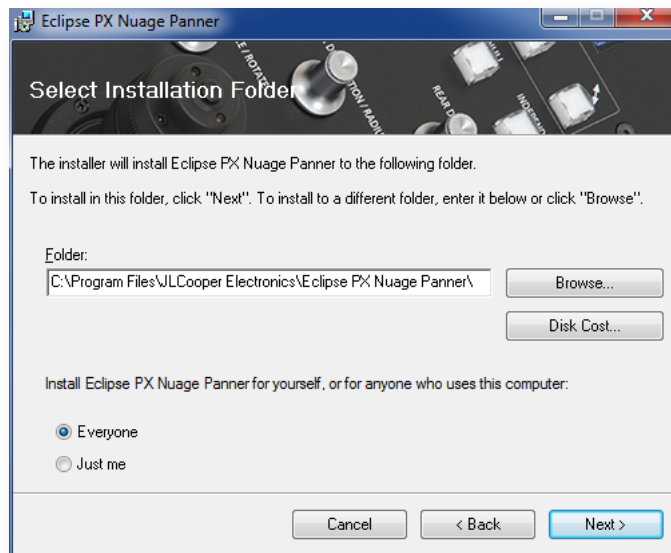 Eclipse PX Nuage Panner
Select Installation Folder
The installer will install Eclipse PX Nuage Panner to the following folder.
To install in this folder, click "Next". To install to a different folder, enter it below or click "Browse".
Folder:
C:\Program Files\JLCooper Electronics\Eclipse PX Nuage Panner\
Browse...
Disk Cost...
Install Eclipse PX Nuage Panner for yourself, or for anyone who uses this computer:
Everyone
Just me
Cancel
< Back
Next >